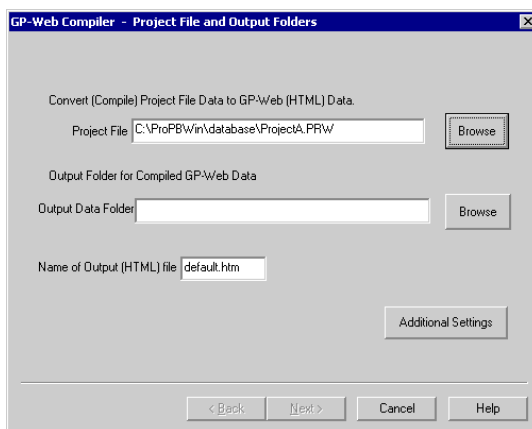 GP-Web Compiler - Project File and Output Folders
Convert (Compile) Project File Data to GP-Web (HTML) Data.
Project File C:\ProPBWin\database\ProjectA.PRW Browse
Output Folder for Compiled GP-Web Data
Output Data Folder Browse
Name of Output (HTML) file default.htm
Additional Settings
< Back Next > Cancel Help